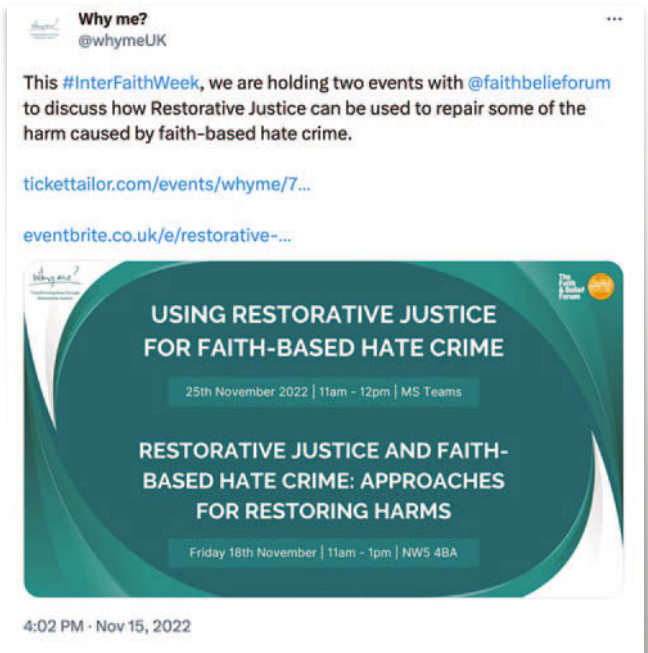 Why me?
@whymeUK
...
This #InterFaithWeek, we are holding two events with @faithbelieforum
to discuss how Restorative Justice can be used to repair some of the
harm caused by faith-based hate crime.
tickettailor.com/events/whyme/7...
eventbrite.co.uk/e/restorative-...
Why me?
The
Faith
& Belief
Forum
USING RESTORATIVE JUSTICE
FOR FAITH-BASED HATE CRIME
25th November 2022 | 11am - 12pm | MS Teams
RESTORATIVE JUSTICE AND FAITH-
BASED HATE CRIME: APPROACHES
FOR RESTORING HARMS
Friday 18th November | 11am - 1pm | NW5 4BA
4:02 PM · Nov 15, 2022